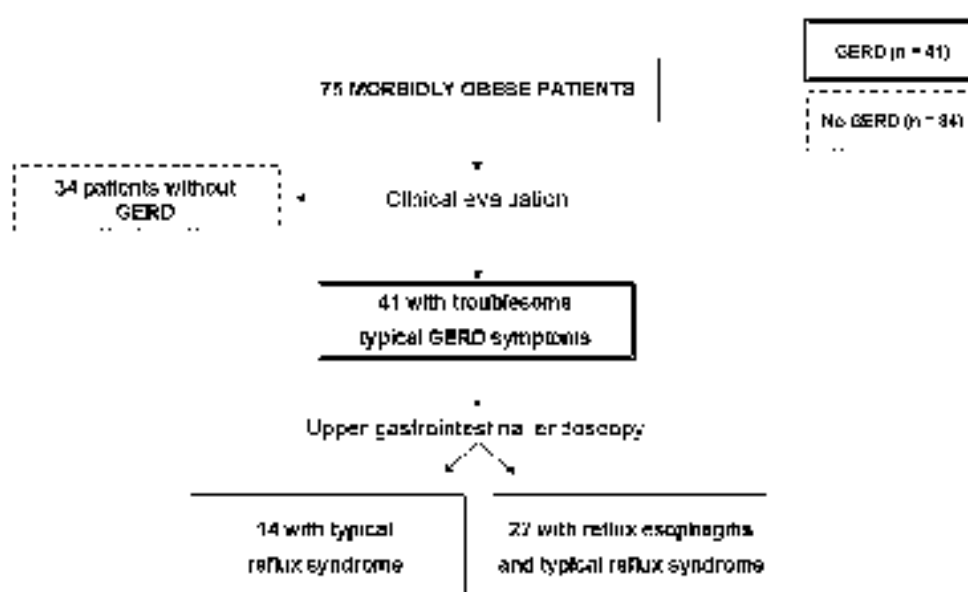 GERD (n = 41)
75 MORBIDLY OBESE PATIENTS
No GERD (n = 34)
34 patients without
GERD
Clinical evaluation
41 with troublesome
typical GERD symptoms
Upper gastrointestinal endoscopy
14 with typical
reflux syndrome
27 with reflux esophagitis
and typical reflux syndrome